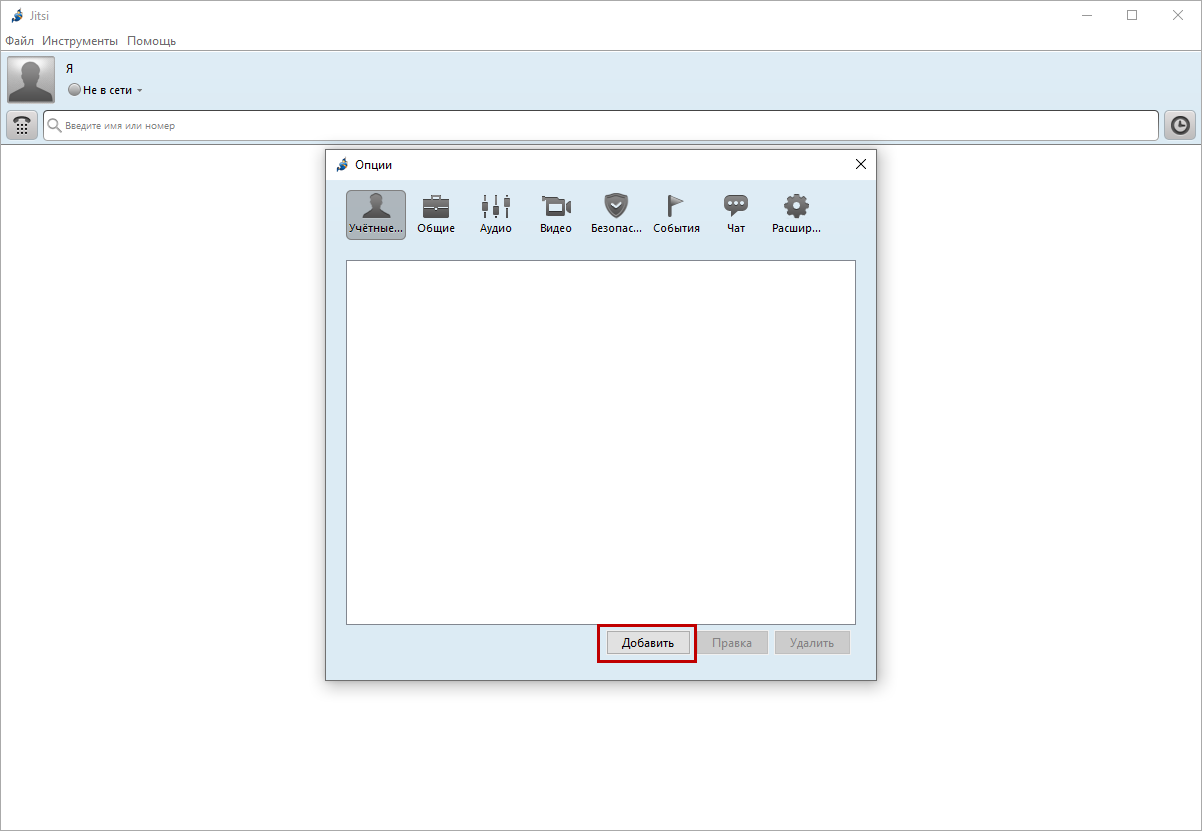 Jitsi
Файл Инструменты Помощь
Я
Не в сети
Введите имя или номер
Опции
Учётные... Общие Аудио Видео Безопас... События Чат Расшир...
Добавить Правка Удалить